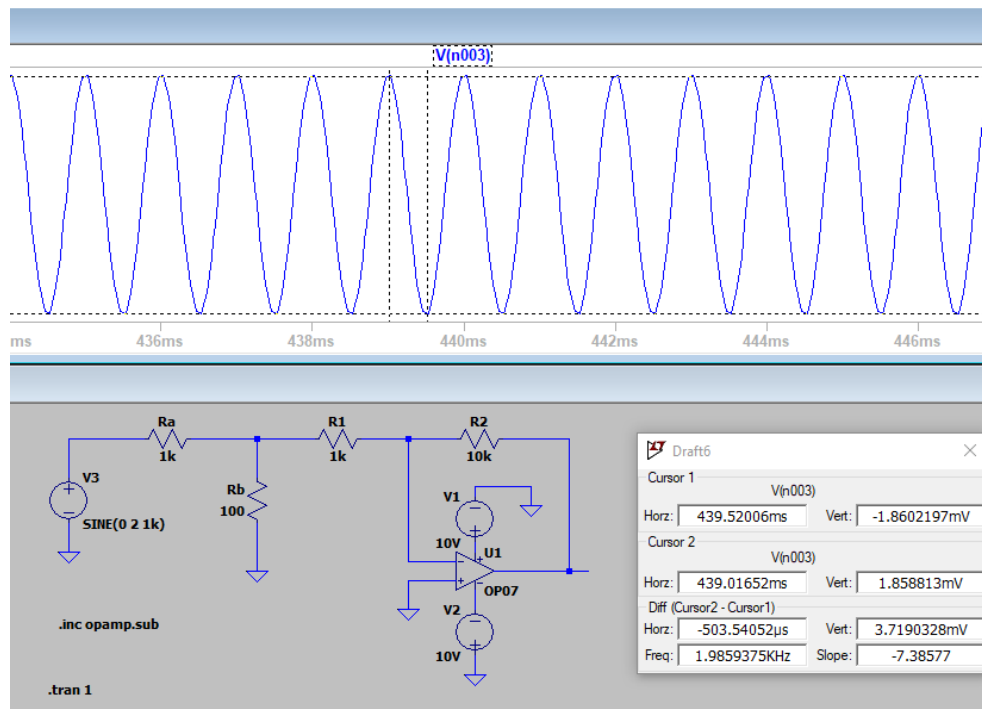 V(n003)
ms 436ms 438ms 440ms 442ms 444ms 446ms
Ra
1k
R1
1k
R2
10k
V3
SINE(0 2 1k)
Rb
100
V1
10V
U1
OP07
V2
10V
.inc opamp.sub
.tran 1
Draft6
Cursor 1
V(n003)
Horz: 439.52006ms Vert: -1.8602197mV
Cursor 2
V(n003)
Horz: 439.01652ms Vert: 1.858813mV
Diff (Cursor2 - Cursor1)
Horz: -503.54052µs Vert: 3.7190328mV
Freq: 1.9859375KHz Slope: -7.38577